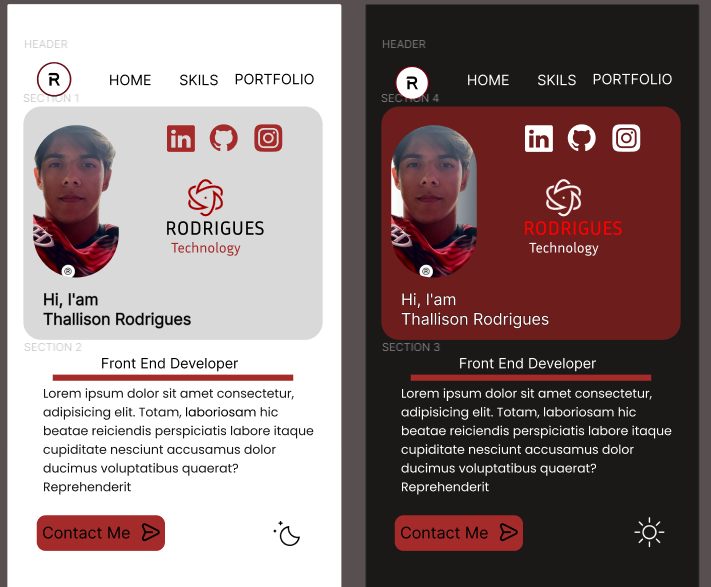 HEADER
R
HOME
SKILS
PORTFOLIO
SECTION 1
RODRIGUES
Technology
®
Hi, I'am
Thallison Rodrigues
SECTION 2
Front End Developer
Lorem ipsum dolor sit amet consectetur,
adipisicing elit. Totam, laboriosam hic
beatae reiciendis perspiciatis labore itaque
cupiditate nesciunt accusamus dolor
ducimus voluptatibus quaerat?
Reprehenderit
Contact Me
HEADER
R
HOME
SKILS
PORTFOLIO
SECTION 4
RODRIGUES
Technology
®
Hi, I'am
Thallison Rodrigues
SECTION 3
Front End Developer
Lorem ipsum dolor sit amet consectetur,
adipisicing elit. Totam, laboriosam hic
beatae reiciendis perspiciatis labore itaque
cupiditate nesciunt accusamus dolor
ducimus voluptatibus quaerat?
Reprehenderit
Contact Me